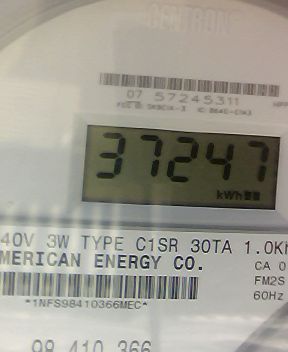 CENTRON
07 57245311
37247
kWh
40V 3W TYPE C1SR 30TA 1.0Kh
MERICAN ENERGY CO.
CA 0
FM2S
60Hz
*1NFS98410366MEC*
98 410 366